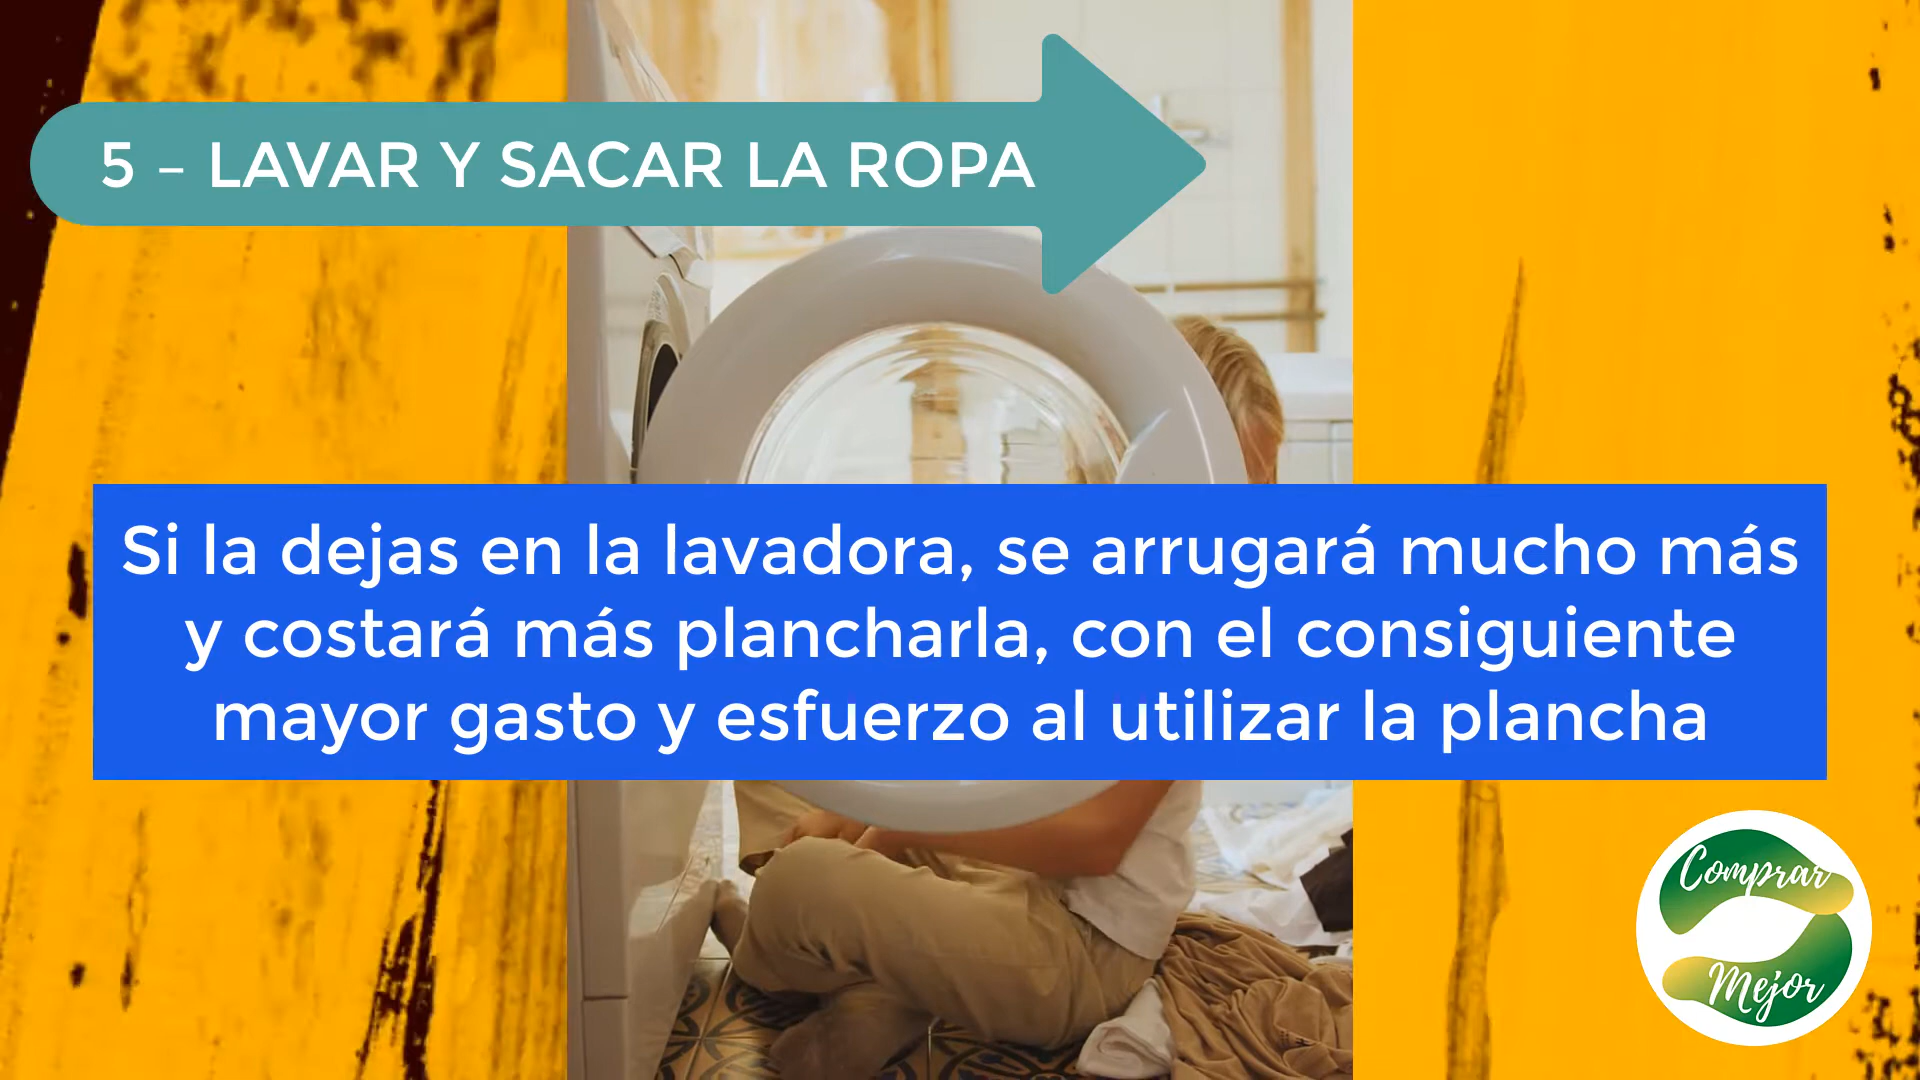 5 – LAVAR Y SACAR LA ROPA
Si la dejas en la lavadora, se arrugará mucho más
y costará más plancharla, con el consiguiente
mayor gasto y esfuerzo al utilizar la plancha
Comprar
Mejor